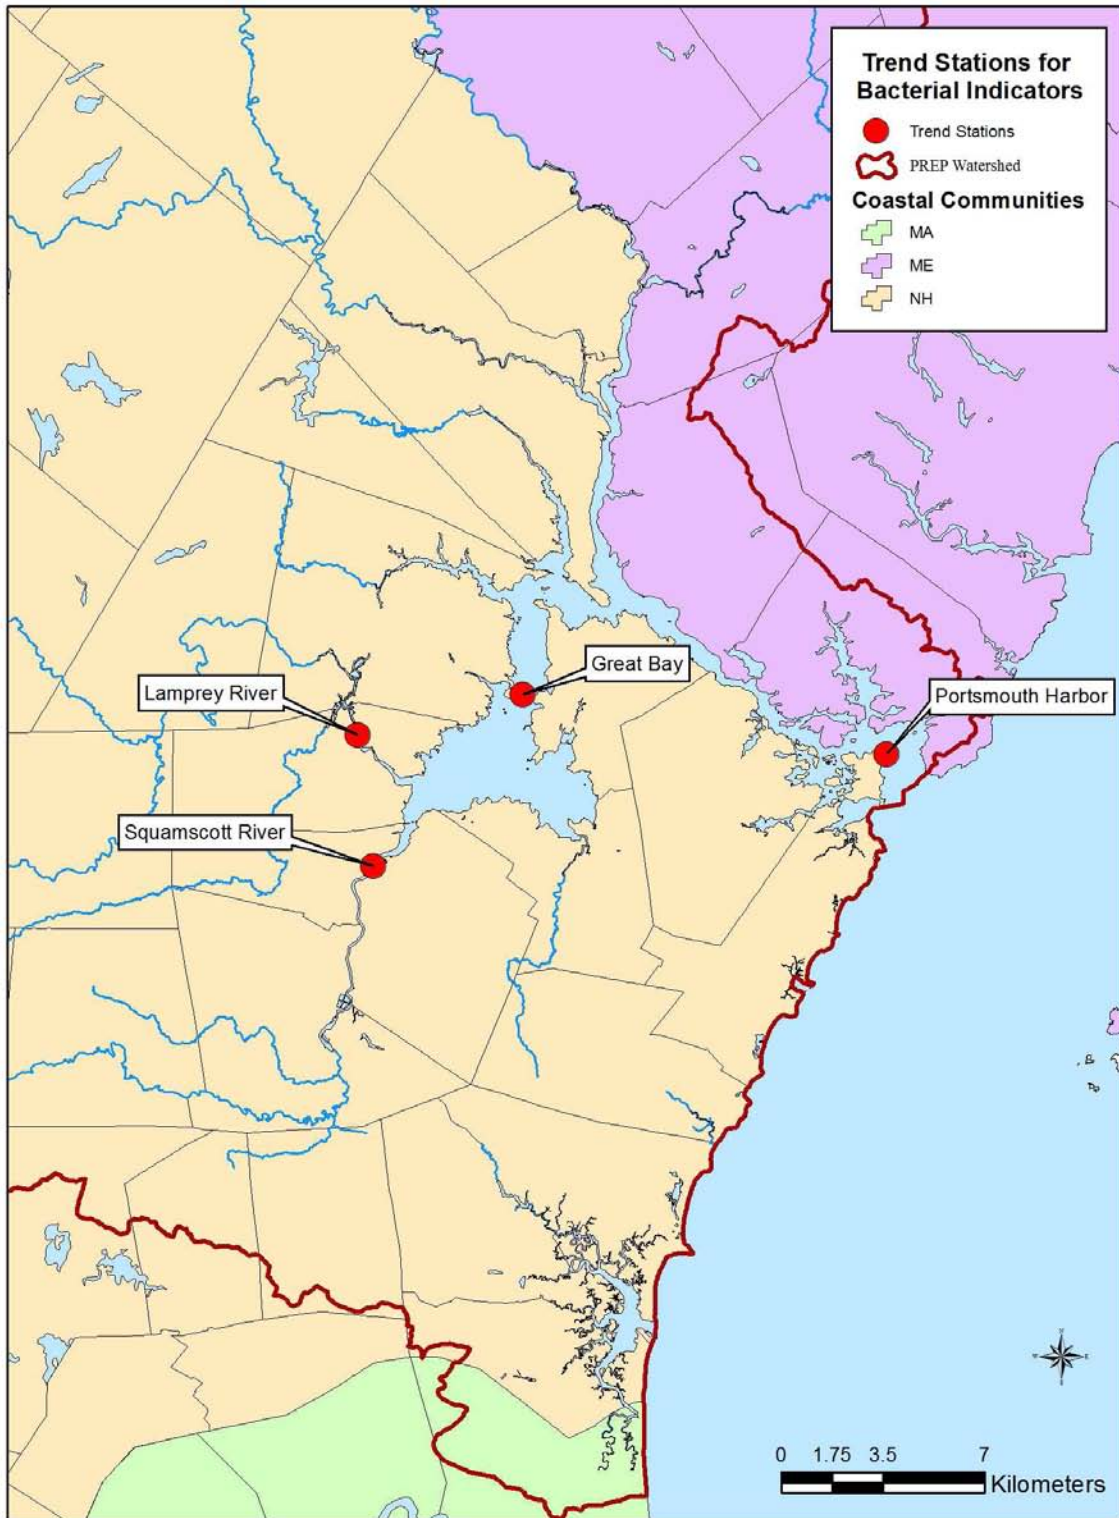 Trend Stations for
Bacterial Indicators
Trend Stations
PREP Watershed
Coastal Communities
MA
ME
NH
Great Bay
Lamprey River
Portsmouth Harbor
Squamscott River
0 1.75 3.5 7
Kilometers